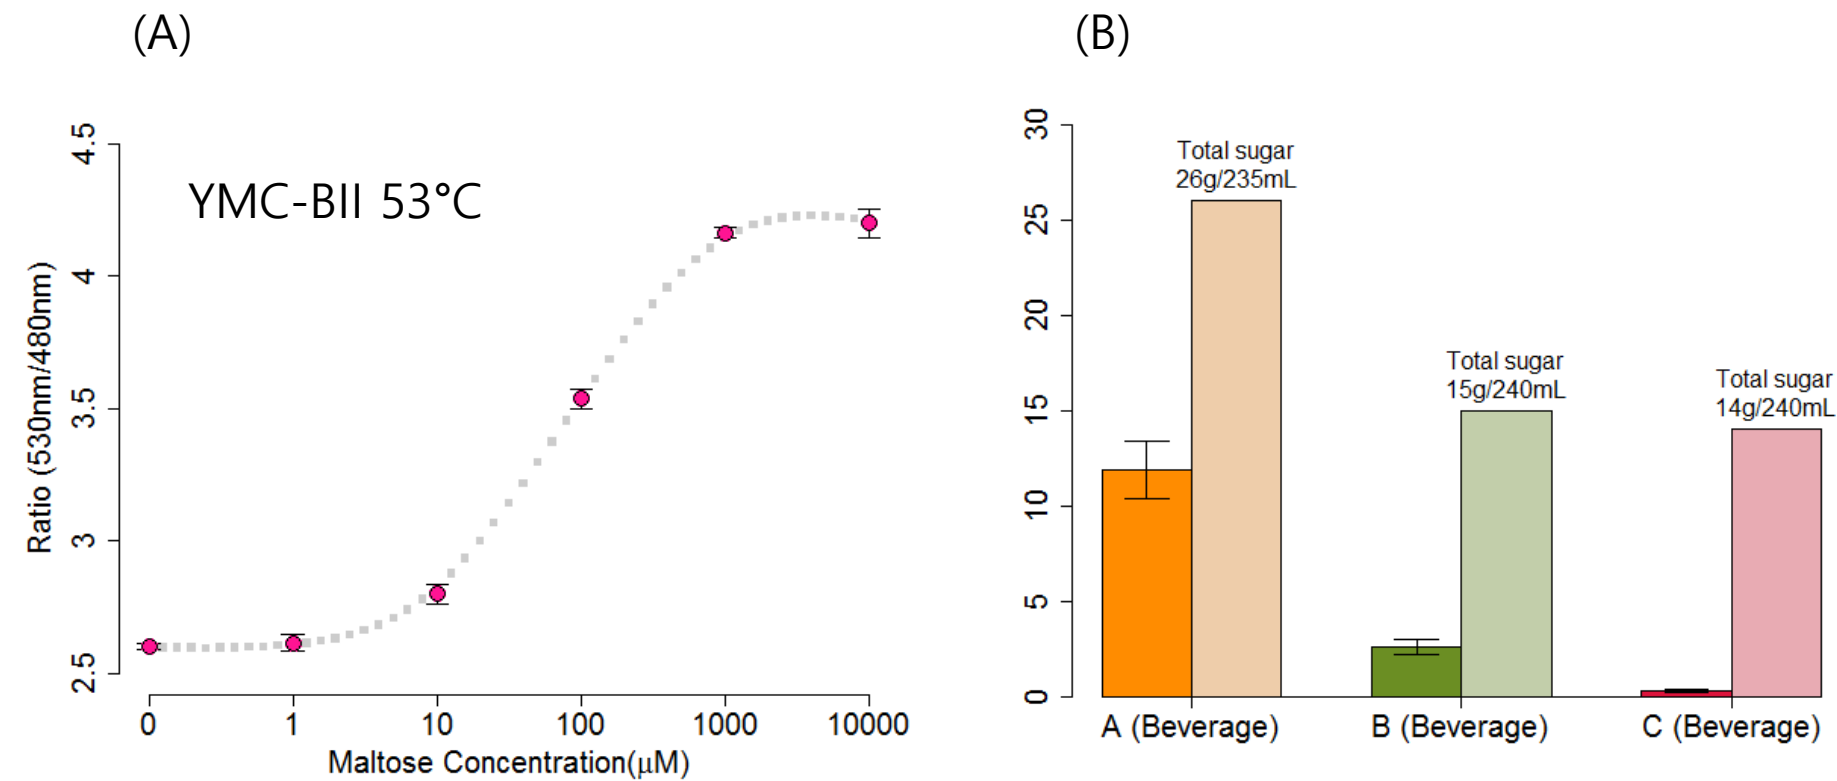 (A)
YMC-BII 53°C
4.5
4
3.5
3
2.5
Ratio (530nm/480nm)
0 1 10 100 1000 10000
Maltose Concentration(μM)
(B)
30
25
20
15
10
5
0
Total sugar
26g/235mL
Total sugar
15g/240mL
Total sugar
14g/240mL
A (Beverage) B (Beverage) C (Beverage)